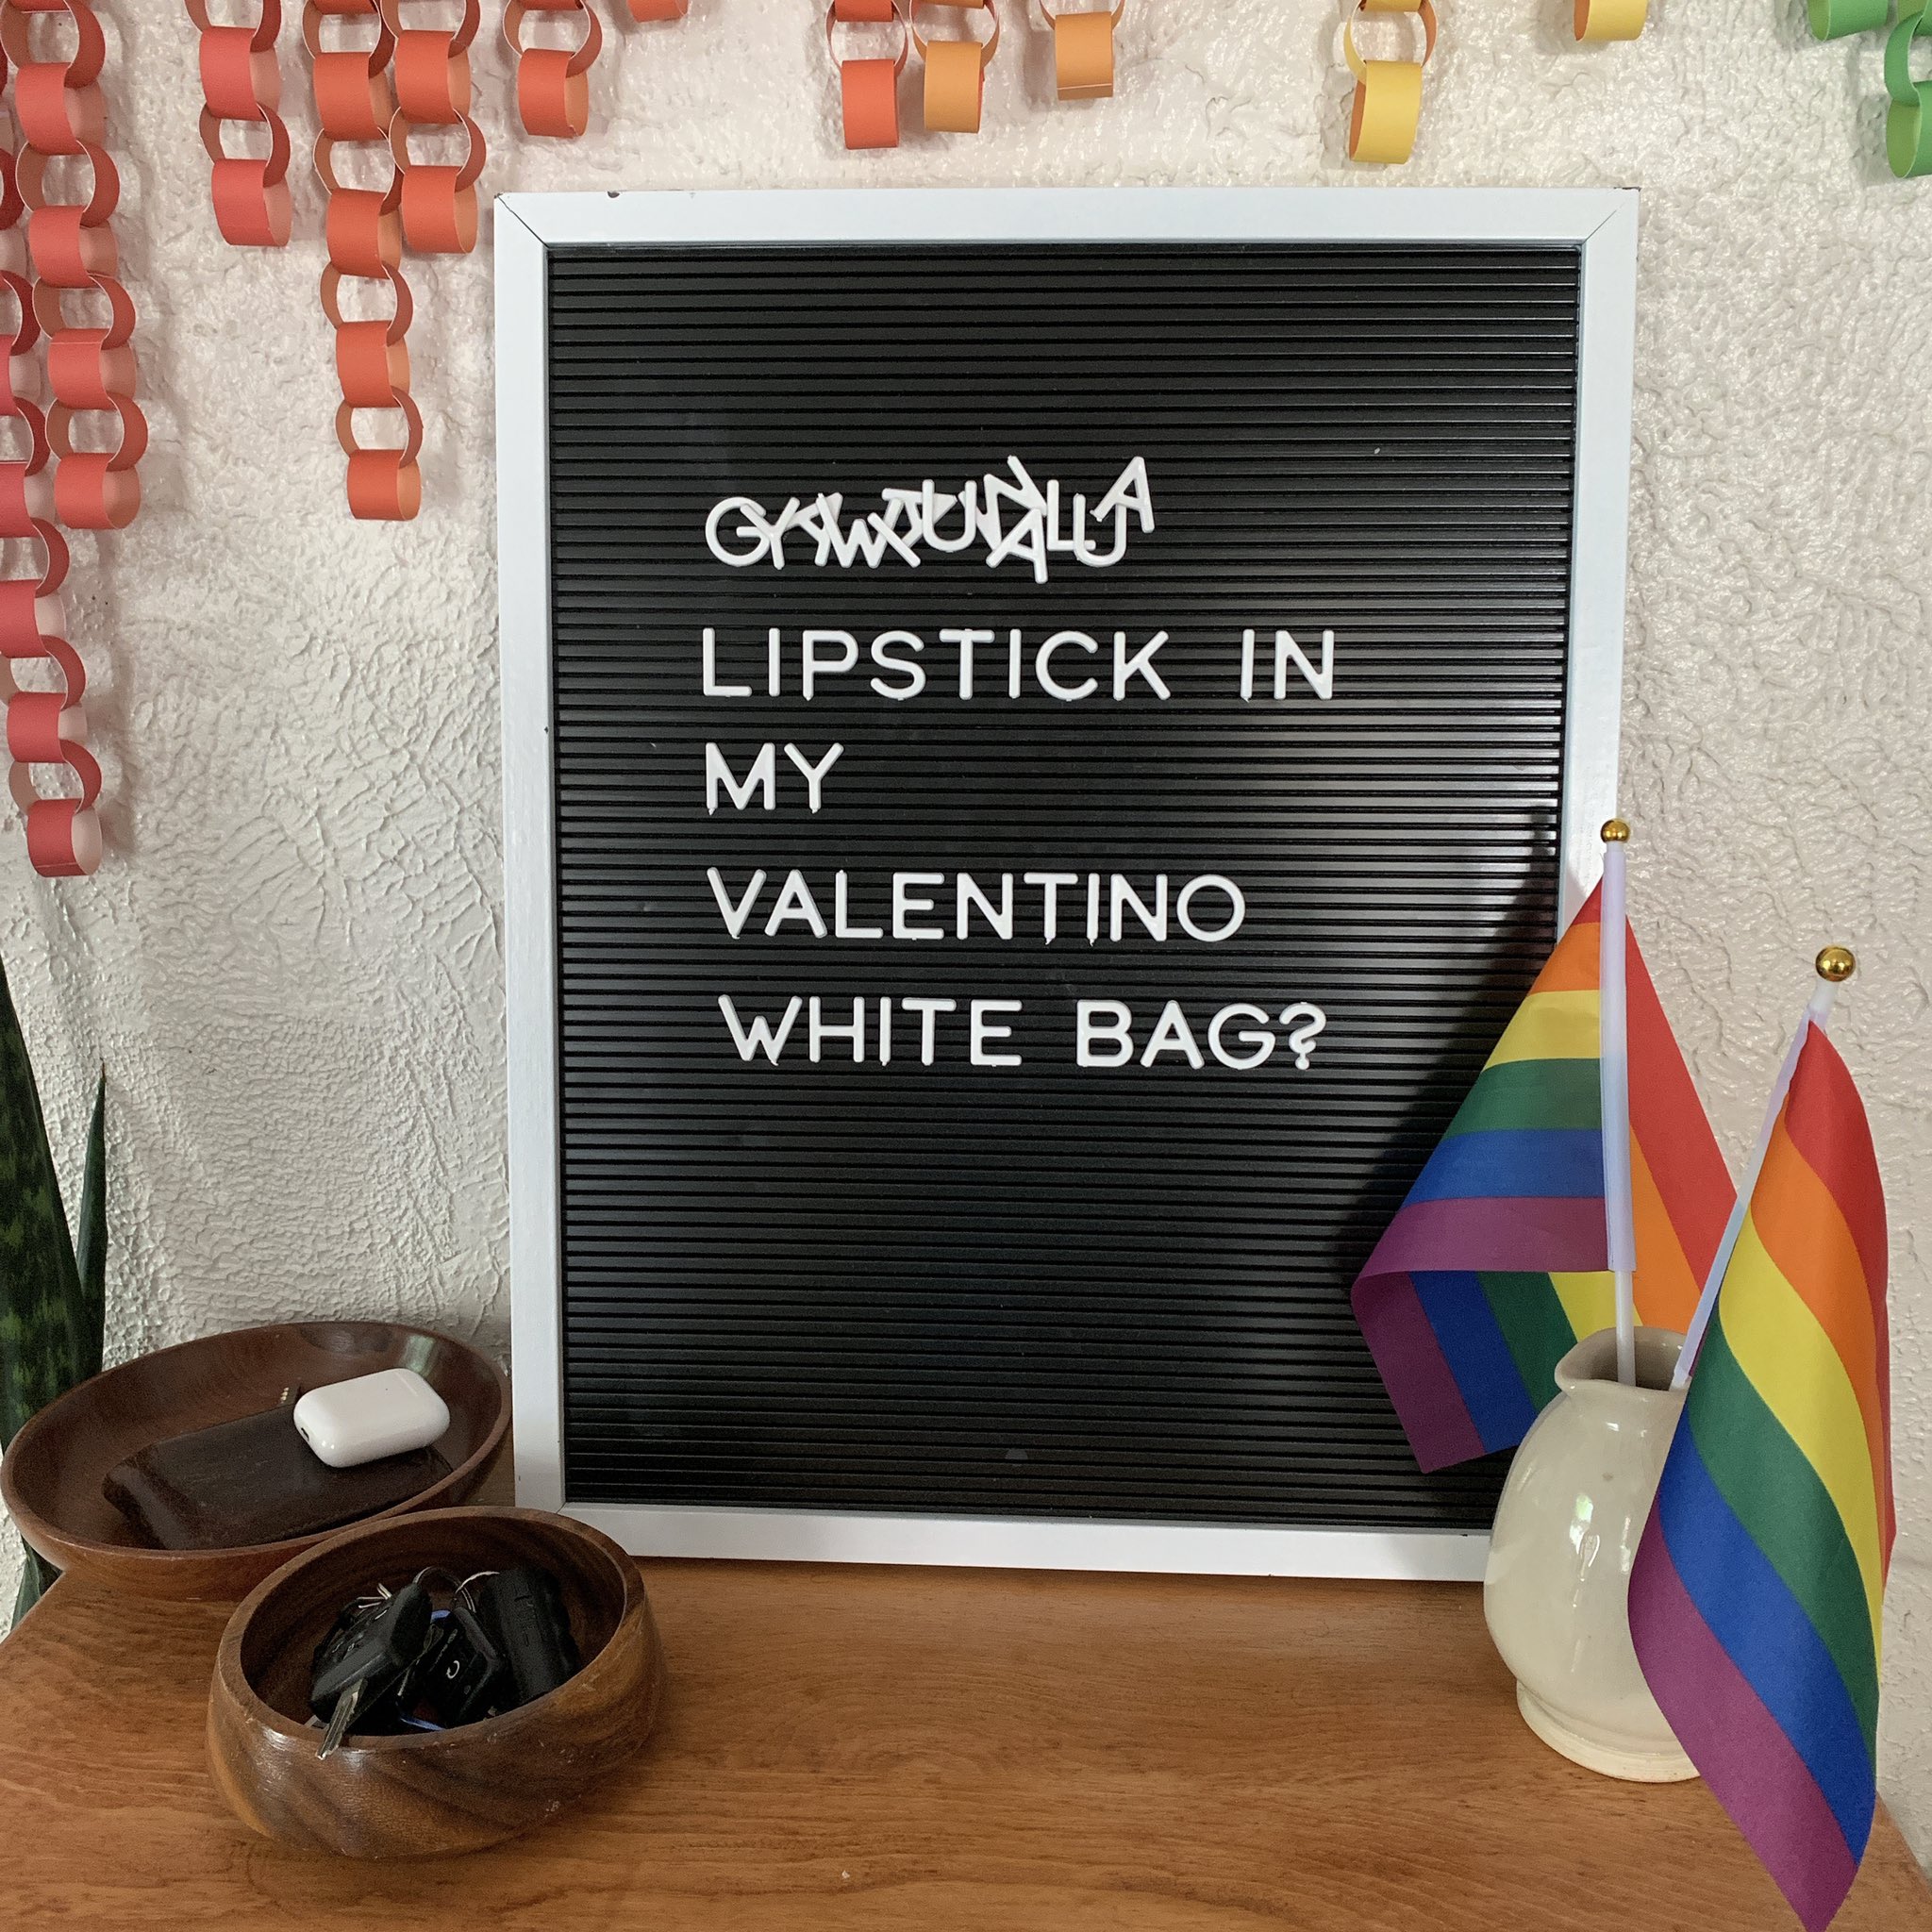 LIPSTICK IN
MY
VALENTINO
WHITE BAG?